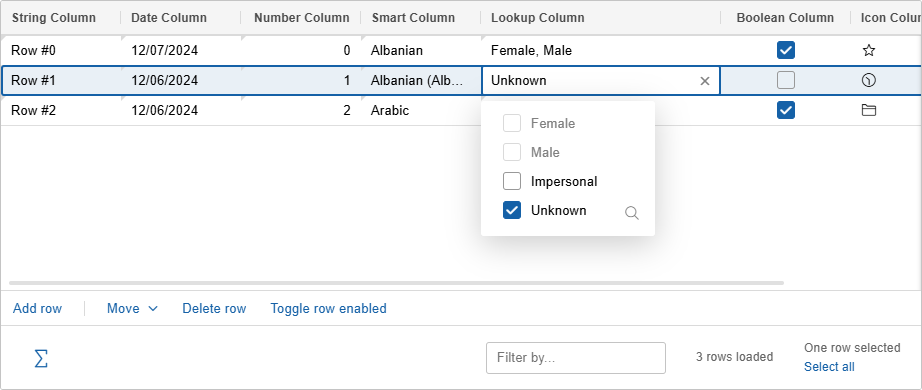 String Column Date Column Number Column Smart Column Lookup Column Boolean Column Icon Colun
Row #0 12/07/2024 0 Albanian Female, Male
Row #1 12/06/2024 1 Albanian (Alb... Unknown
Row #2 12/06/2024 2 Arabic
Female
Male
Impersonal
Unknown
Add row Move Delete row Toggle row enabled
Σ Filter by... 3 rows loaded One row selected
Select all